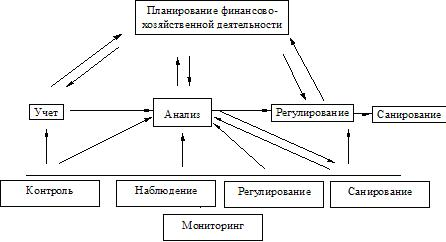 Планирование финансово-
хозяйственной деятельности
Учет
Анализ
Регулирование
Санирование
Контроль
Наблюдение
Регулирование
Санирование
Мониторинг